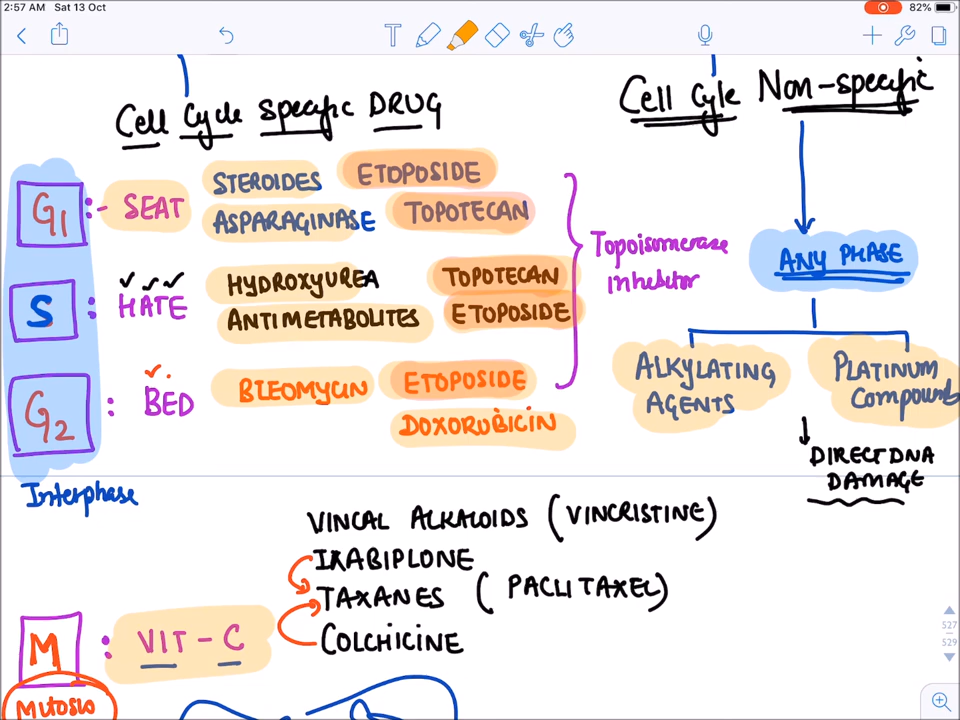 2:57 AM Sat 13 Oct
82%
T
Cell Cycle Specific DRUG
Cell Cyle Non-specific
G1 :- SEAT
STEROIDES ETOPOSIDE
ASPARAGINASE TOPOTECAN
S : HATE
HYDROXYUREA TOPOTECAN
ANTIMETABOLITES ETOPOSIDE
G2 : BED
BLEOMYCIN ETOPOSIDE
DOXORUBICIN
Topoisomerase
inhibitor
Interphase
ANY PHASE
ALKYLATING
AGENTS
PLATINUM
Compounds
DIRECT DNA
DAMAGE
VINCAL ALKALOIDS (VINCRISTINE)
IXABIPLONE
TAXANES (PACLITAXEL)
COLCHICINE
M : VIT - C
Mitosis
527
529